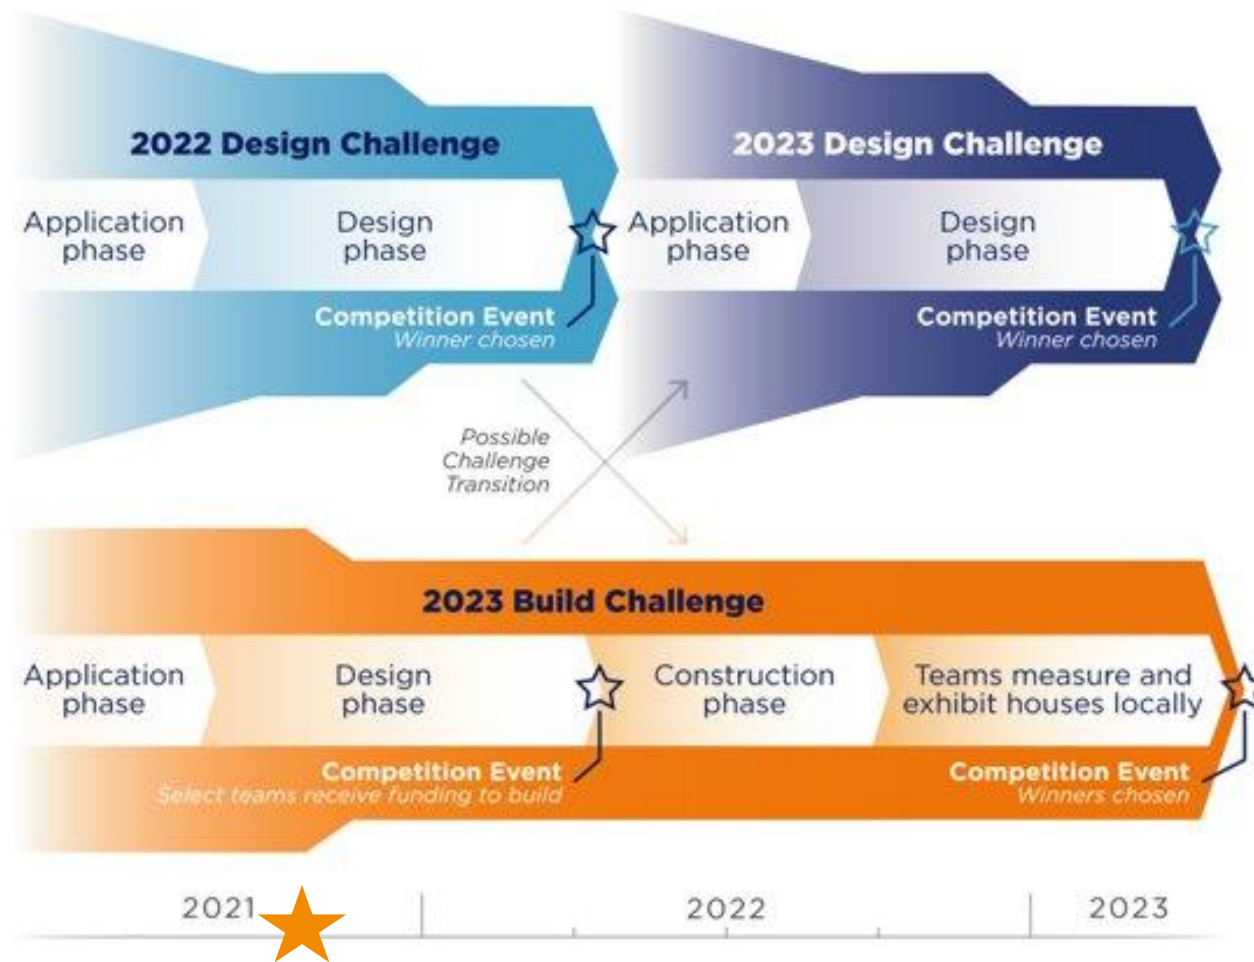 2022 Design Challenge
Application
phase
Design
phase
Competition Event
Winner chosen
2023 Design Challenge
Application
phase
Design
phase
Competition Event
Winner chosen
Possible
Challenge
Transition
2023 Build Challenge
Application
phase
Design
phase
Construction
phase
Teams measure and
exhibit houses locally
Competition Event
Select teams receive funding to build
Competition Event
Winners chosen
2021
2022
2023